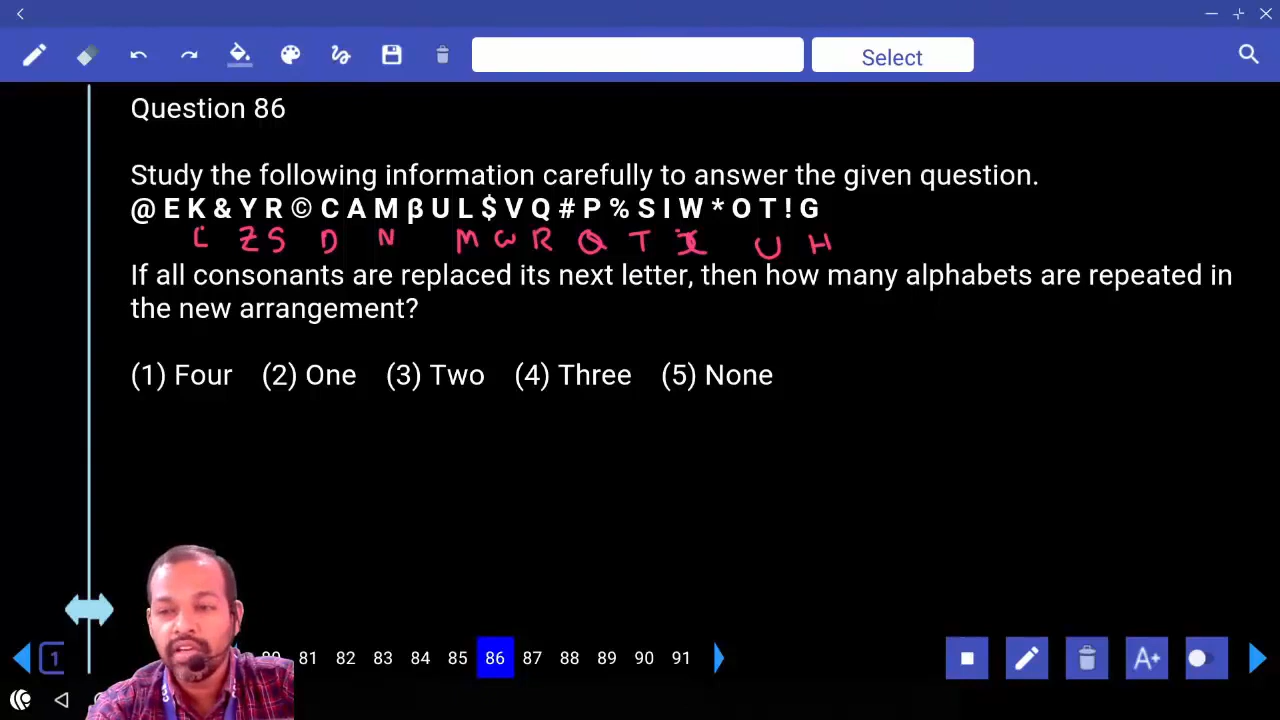 Select
Question 86
Study the following information carefully to answer the given question.
@ E K & Y R © C A M β U L $ V Q # P % S I W * O T ! G
L Z S D N M W R Q T X U H
If all consonants are replaced its next letter, then how many alphabets are repeated in
the new arrangement?
(1) Four (2) One (3) Two (4) Three (5) None
1 81 82 83 84 85 86 87 88 89 90 91 A+